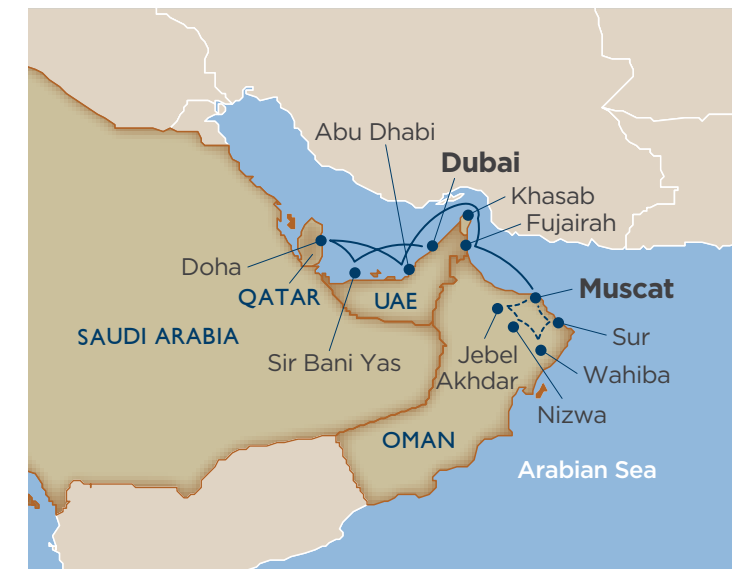 Abu Dhabi
Dubai
Khasab
Fujairah
Doha
QATAR
UAE
Muscat
SAUDI ARABIA
Sir Bani Yas
Jebel
Akhdar
Sur
Wahiba
Nizwa
OMAN
Arabian Sea